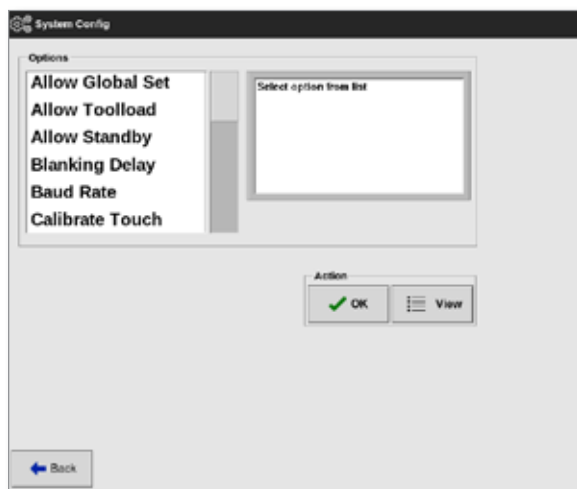 System Config
Options
Allow Global Set
Allow Toolload
Allow Standby
Blanking Delay
Baud Rate
Calibrate Touch
Select option from list
Action
OK
View
Back